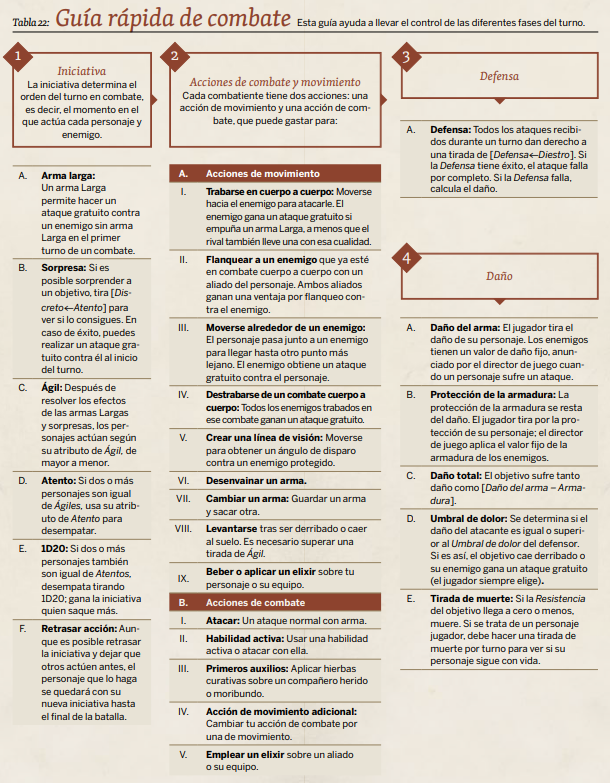 Tabla 22: Guía rápida de combate Esta guía ayuda a llevar el control de las diferentes fases del turno.
1
Iniciativa
La iniciativa determina el
orden del turno en combate,
es decir, el momento en el
que actúa cada personaje y
enemigo.
A. Arma larga:
Un arma Larga
permite hacer un
ataque gratuito contra
un enemigo sin arma
Larga en el primer
turno de un combate.
B. Sorpresa: Si es
posible sorprender a
un objetivo, tira [Dis-
creto←Atento] para
ver si lo consigues. En
caso de éxito, puedes
realizar un ataque gra-
tuito contra él al inicio
del turno.
C. Ágil: Después de
resolver los efectos
de las armas Largas
y sorpresas, los per-
sonajes actúan según
su atributo de Ágil, de
mayor a menor.
D. Atento: Si dos o más
personajes son igual
de Ágiles, usa su atrib-
uto de Atento para
desempatar.
E. 1D20: Si dos o más
personajes también
son igual de Atentos,
desempata tirando
1D20; gana la iniciativa
quien saque más.
F. Retrasar acción: Aun-
que es posible retrasar
la iniciativa y dejar que
otros actúen antes, el
personaje que lo haga
se quedará con su
nueva iniciativa hasta
el final de la batalla.
2
Acciones de combate y movimiento
Cada combatiente tiene dos acciones: una
acción de movimiento y una acción de com-
bate, que puede gastar para:
A. Acciones de movimiento
I. Trabarse en cuerpo a cuerpo: Moverse
hacia el enemigo para atacarle. El
enemigo gana un ataque gratuito si
empuña un arma Larga, a menos que el
rival también lleve una con esa cualidad.
II. Flanquear a un enemigo que ya esté
en combate cuerpo a cuerpo con un
aliado del personaje. Ambos aliados
ganan una ventaja por flanqueo con-
tra el enemigo.
III. Moverse alrededor de un enemigo:
El personaje pasa junto a un enemigo
para llegar hasta otro punto más
lejano. El enemigo obtiene un ataque
gratuito contra el personaje.
IV. Destrabarse de un combate cuerpo a
cuerpo: Todos los enemigos trabados en
ese combate ganan un ataque gratuito.
V. Crear una línea de visión: Moverse
para obtener un ángulo de disparo
contra un enemigo protegido.
VI. Desenvainar un arma.
VII. Cambiar un arma: Guardar un arma
y sacar otra.
VIII. Levantarse tras ser derribado o caer
al suelo. Es necesario superar una
tirada de Ágil.
IX. Beber o aplicar un elixir sobre tu
personaje o su equipo.
B. Acciones de combate
I. Atacar: Un ataque normal con arma.
II. Habilidad activa: Usar una habilidad
activa o atacar con ella.
III. Primeros auxilios: Aplicar hierbas
curativas sobre un compañero herido
o moribundo.
IV. Acción de movimiento adicional:
Cambiar tu acción de combate por
una de movimiento.
V. Emplear un elixir sobre un aliado
o su equipo.
3
Defensa
A. Defensa: Todos los ataques recibi-
dos durante un turno dan derecho a
una tirada de [Defensa←Diestro]. Si
la Defensa tiene éxito, el ataque falla
por completo. Si la Defensa falla,
calcula el daño.
4
Daño
A. Daño del arma: El jugador tira el
daño de su personaje. Los enemigos
tienen un valor de daño fijo, anun-
ciado por el director de juego cuan-
do un personaje sufre un ataque.
B. Protección de la armadura: La
protección de la armadura se resta
del daño. El jugador tira por la pro-
tección de su personaje; el director
de juego aplica el valor fijo de la
armadura de los enemigos.
C. Daño total: El objetivo sufre tanto
daño como [Daño del arma – Arma-
dura].
D. Umbral de dolor: Se determina si el
daño del atacante es igual o superi-
or al Umbral de dolor del defensor.
Si es así, el objetivo cae derribado o
su enemigo gana un ataque gratuito
(el jugador siempre elige).
E. Tirada de muerte: Si la Resistencia
del objetivo llega a cero o menos,
muere. Si se trata de un personaje
jugador, debe hacer una tirada de
muerte por turno para ver si su
personaje sigue con vida.